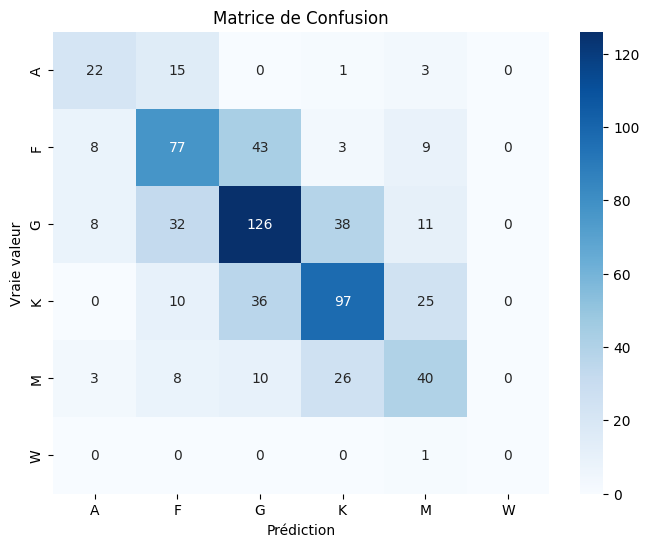 Matrice de Confusion
A 22 15 0 1 3 0
F 8 77 43 3 9 0
G 8 32 126 38 11 0
K 0 10 36 97 25 0
M 3 8 10 26 40 0
W 0 0 0 0 1 0
A F G K M W
Prédiction
Vraie valeur
120
100
80
60
40
20
0